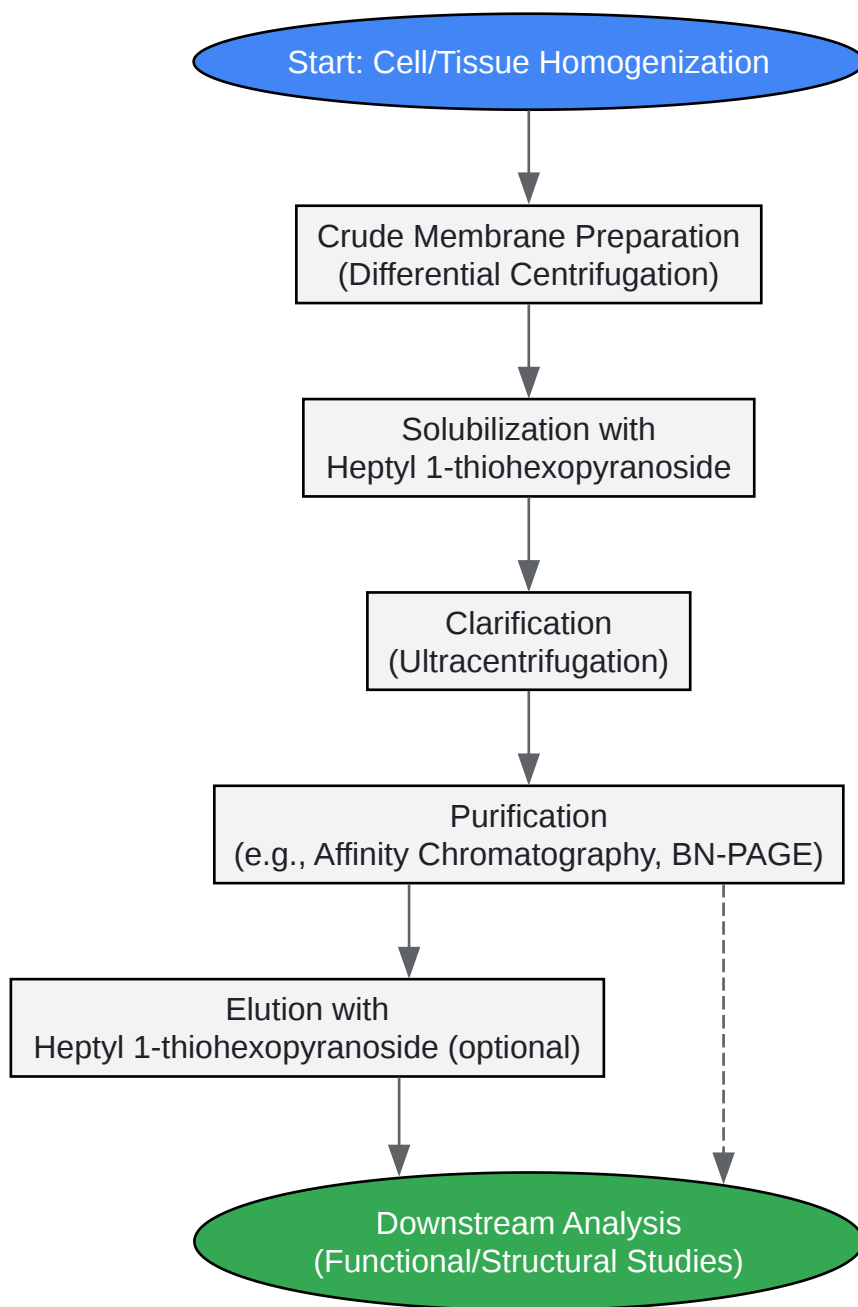 Start: Cell/Tissue Homogenization
Crude Membrane Preparation
(Differential Centrifugation)
Solubilization with
Heptyl 1-thiohexopyranoside
Clarification
(Ultracentrifugation)
Purification
(e.g., Affinity Chromatography, BN-PAGE)
Elution with
Heptyl 1-thiohexopyranoside (optional)
Downstream Analysis
(Functional/Structural Studies)